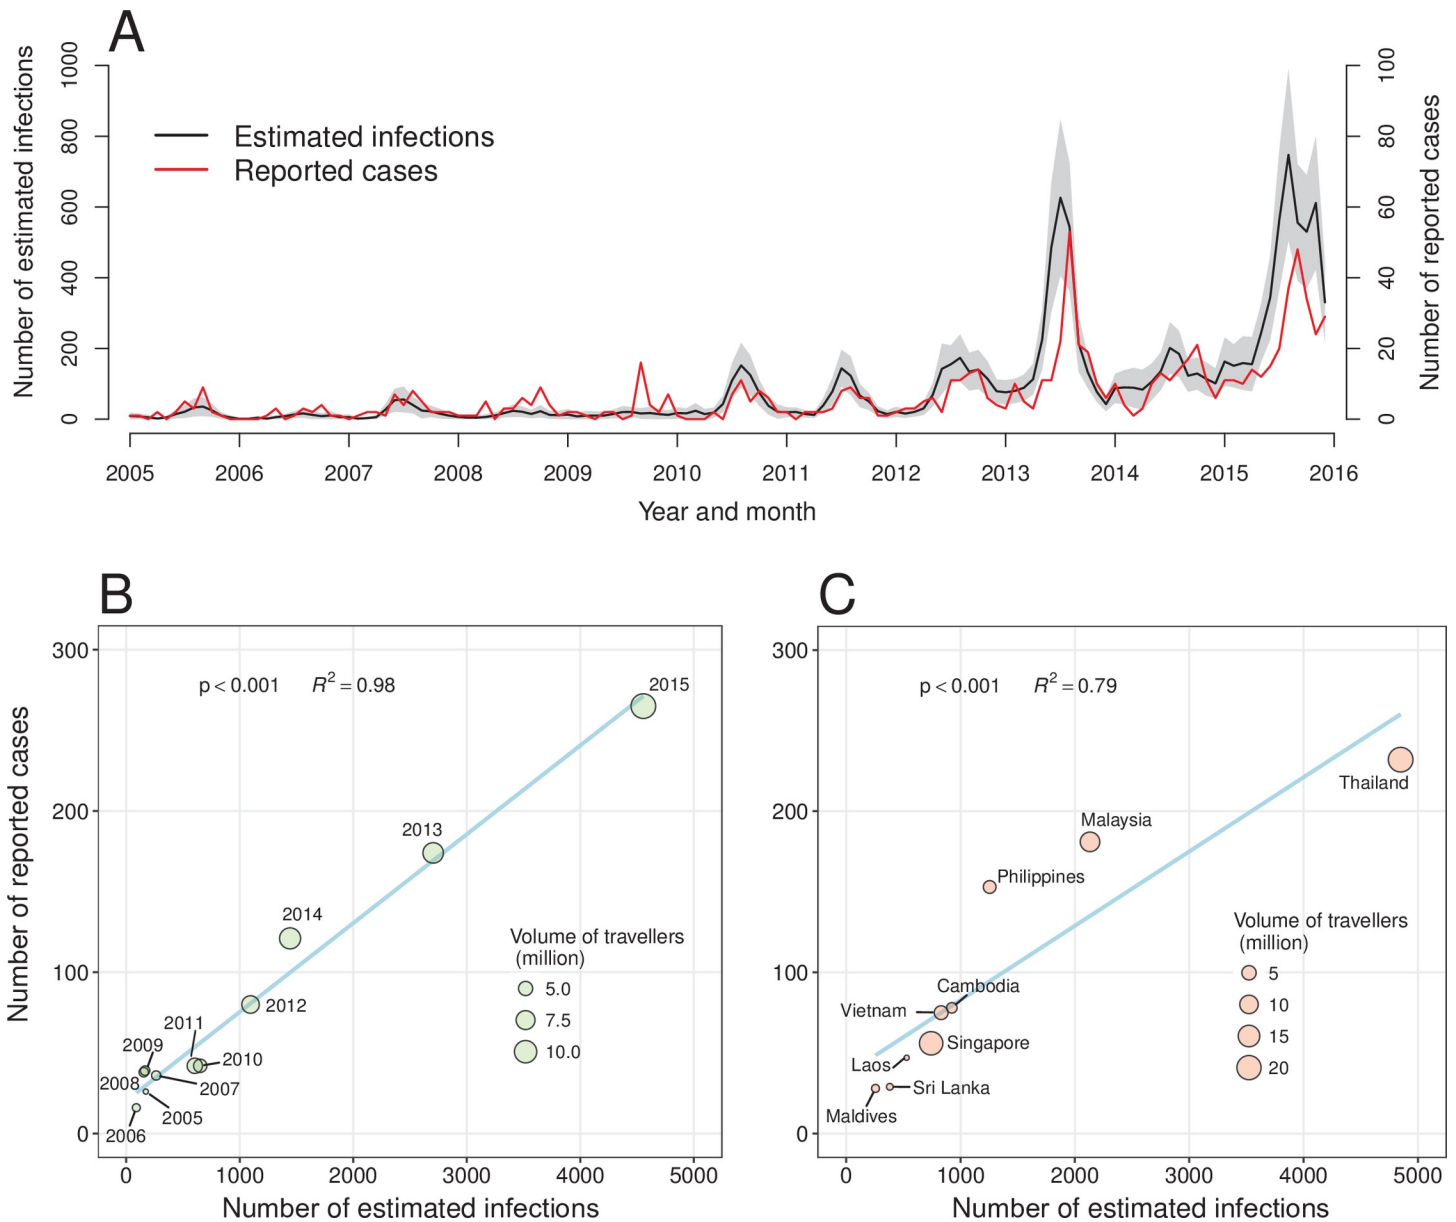 A
Number of estimated infections
0
200
400
600
800
1000
Estimated infections
Reported cases
0
20
40
60
80
100
Number of reported cases
2005 2006 2007 2008 2009 2010 2011 2012 2013 2014 2015 2016
Year and month
B
Number of reported cases
300
200
100
0
p < 0.001 R² = 0.98
2015
2013
2014
2012
2011
2009
2010
2008
2007
2005
2006
Volume of travellers
(million)
5.0
7.5
10.0
0 1000 2000 3000 4000 5000
Number of estimated infections
C
300
200
100
0
p < 0.001 R² = 0.79
Thailand
Malaysia
Philippines
Cambodia
Vietnam
Singapore
Laos
Sri Lanka
Maldives
Volume of travellers
(million)
5
10
15
20
0 1000 2000 3000 4000 5000
Number of estimated infections